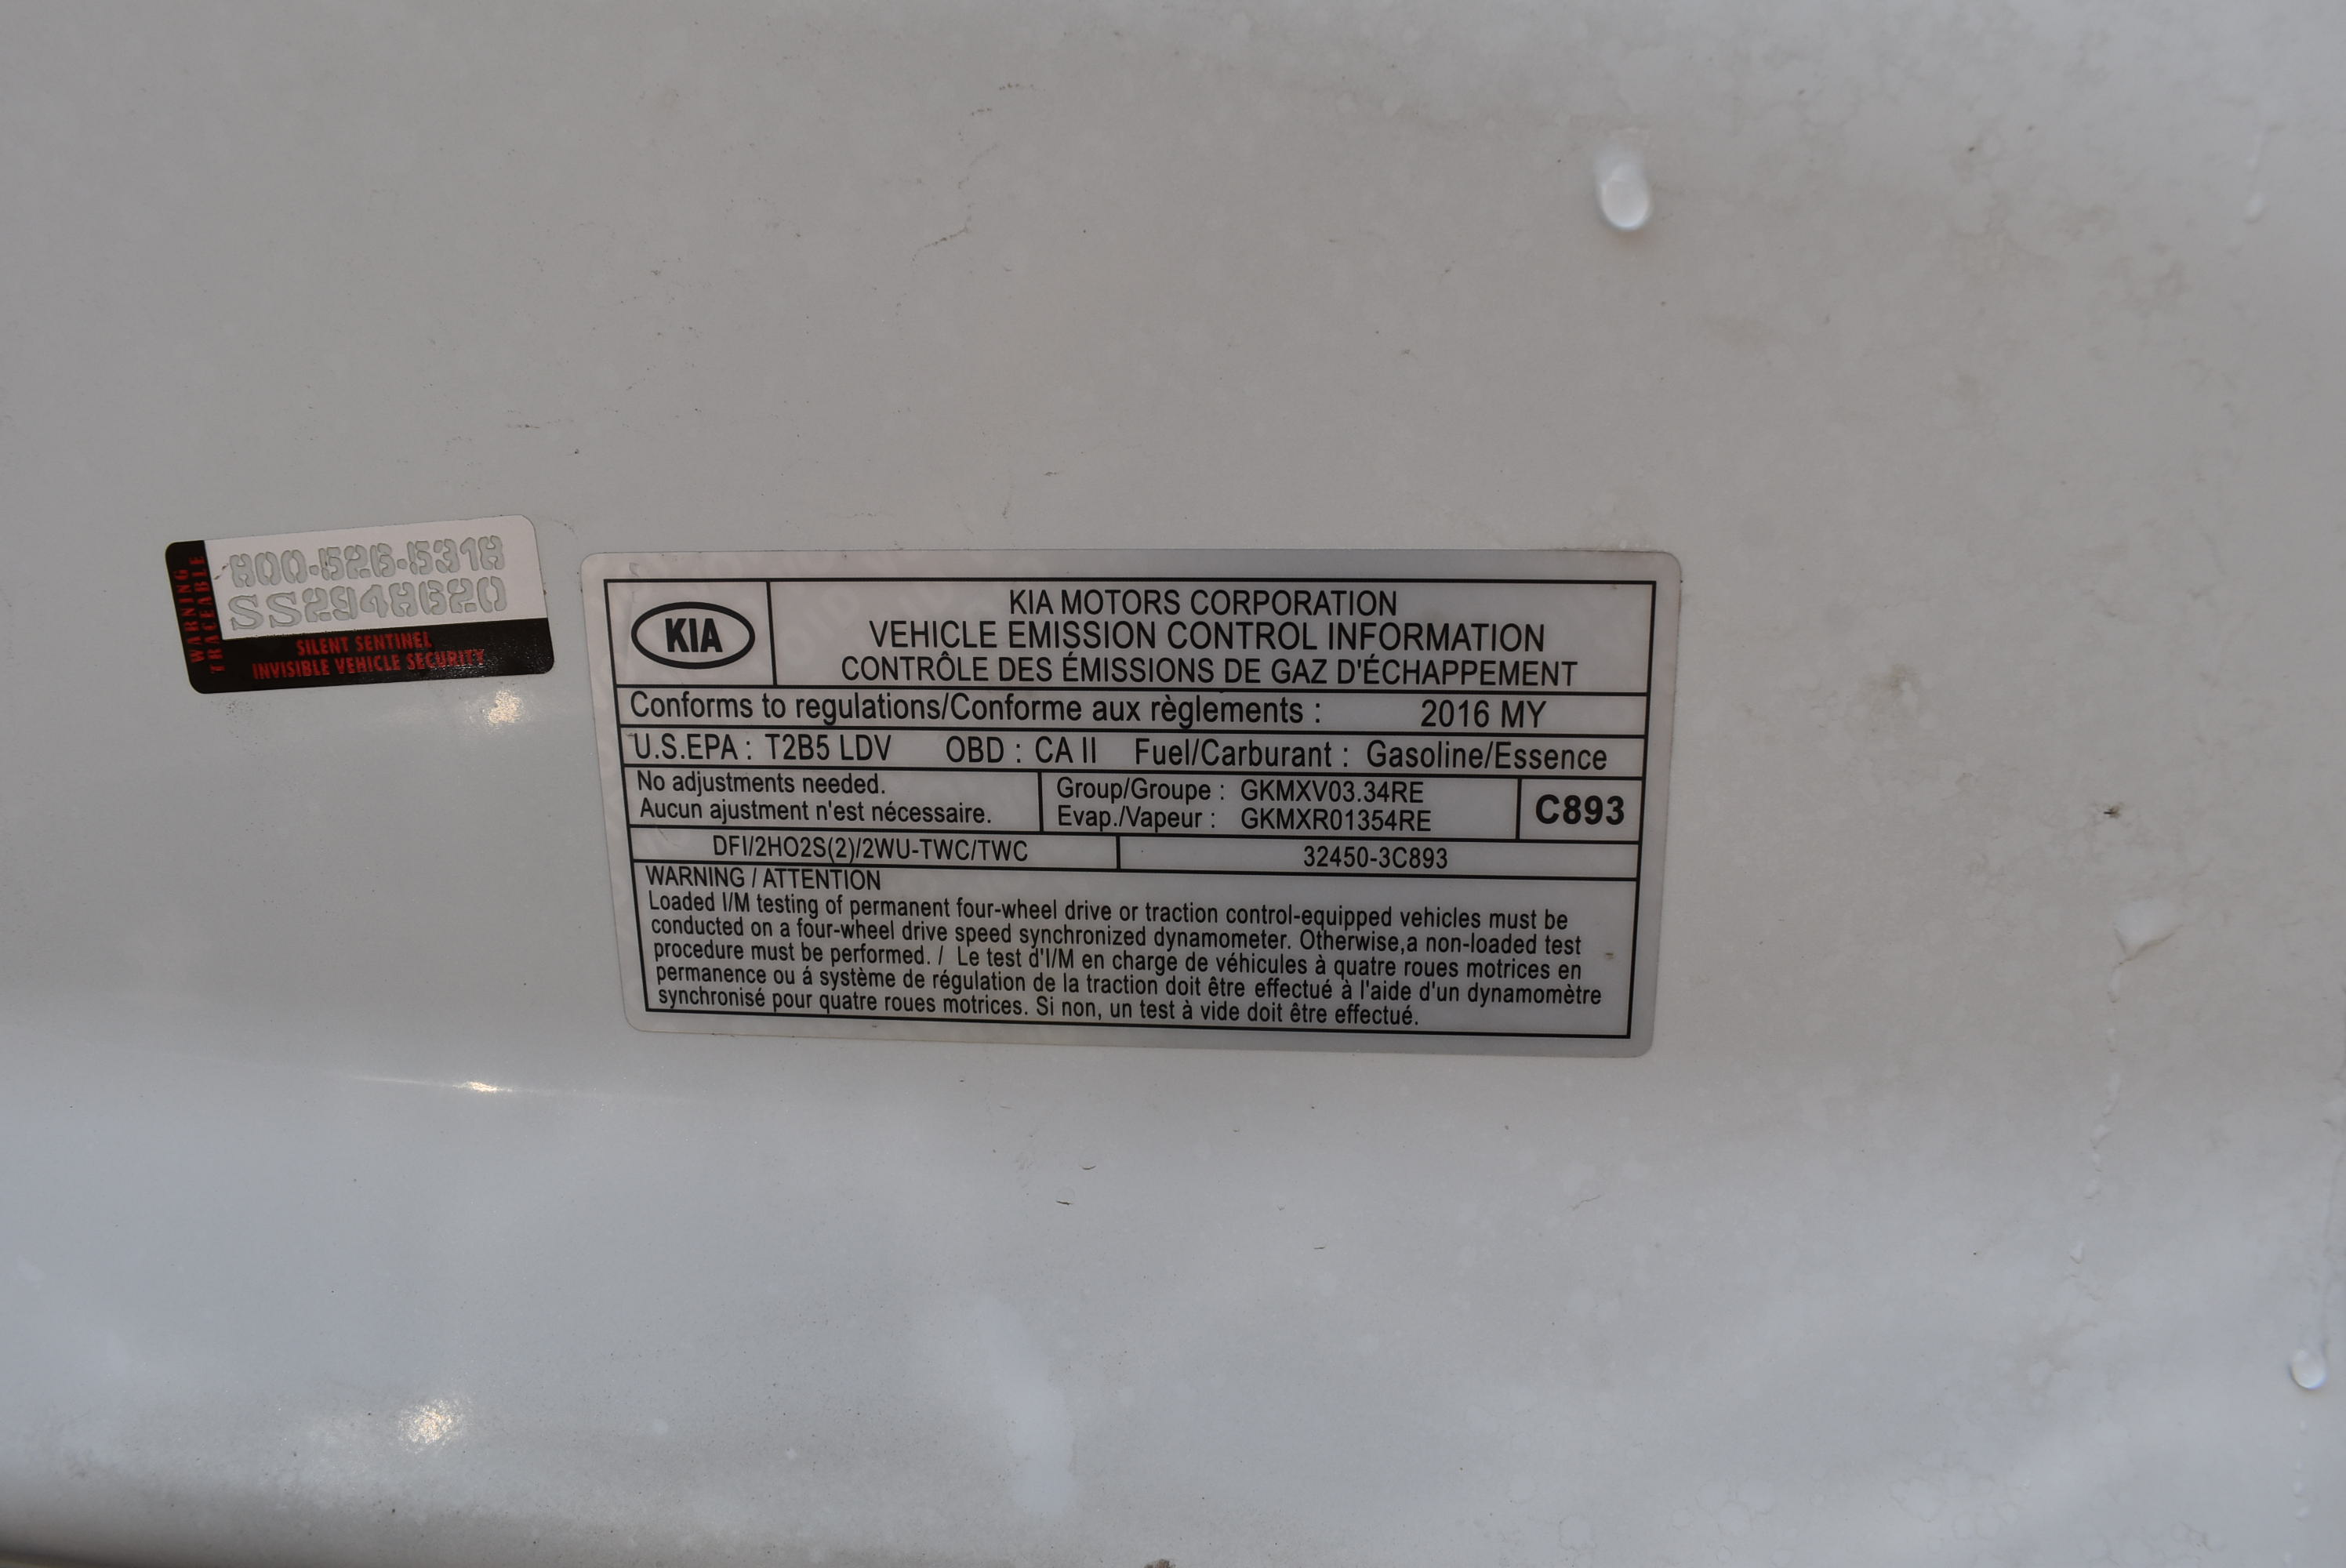 WARNING
TRACEABLE
800-526-5318
SS2948620
SILENT SENTINEL
INVISIBLE VEHICLE SECURITY
KIA
KIA MOTORS CORPORATION
VEHICLE EMISSION CONTROL INFORMATION
CONTRÔLE DES ÉMISSIONS DE GAZ D'ÉCHAPPEMENT
Conforms to regulations/Conforme aux règlements : 2016 MY
U.S.EPA : T2B5 LDV OBD : CA II Fuel/Carburant : Gasoline/Essence
No adjustments needed.
Aucun ajustment n'est nécessaire.
Group/Groupe : GKMXV03.34RE
Evap./Vapeur : GKMXR01354RE
C893
DFI/2HO2S(2)/2WU-TWC/TWC
32450-3C893
WARNING / ATTENTION
Loaded I/M testing of permanent four-wheel drive or traction control-equipped vehicles must be
conducted on a four-wheel drive speed synchronized dynamometer. Otherwise,a non-loaded test
procedure must be performed. / Le test d'I/M en charge de véhicules à quatre roues motrices en
permanence ou á système de régulation de la traction doit être effectué à l'aide d'un dynamomètre
synchronisé pour quatre roues motrices. Si non, un test à vide doit être effectué.